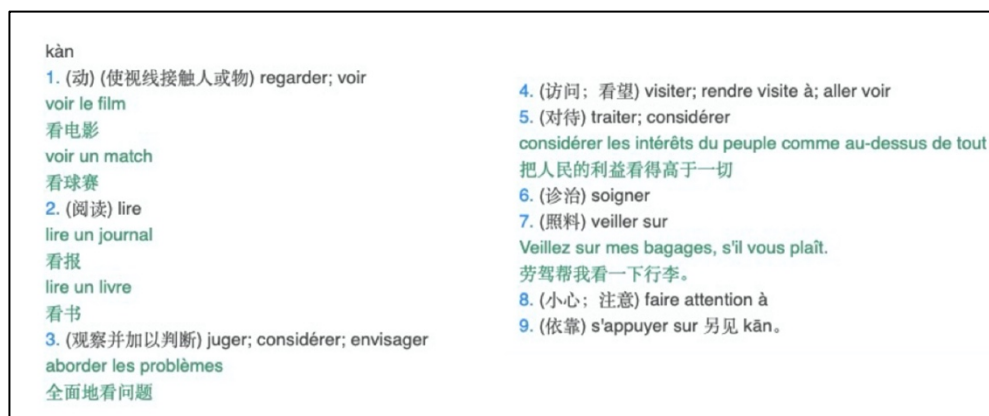 kàn
1. (动) (使视线接触人或物) regarder; voir
voir le film
看电影
voir un match
看球赛
2. (阅读) lire
lire un journal
看报
lire un livre
看书
3. (观察并加以判断) juger; considérer; envisager
aborder les problèmes
全面地看问题
4. (访问；看望) visiter; rendre visite à; aller voir
5. (对待) traiter; considérer
considérer les intérêts du peuple comme au-dessus de tout
把人民的利益看得高于一切
6. (诊治) soigner
7. (照料) veiller sur
Veillez sur mes bagages, s'il vous plaît.
劳驾帮我看一下行李。
8. (小心；注意) faire attention à
9. (依靠) s'appuyer sur 另见 kān。